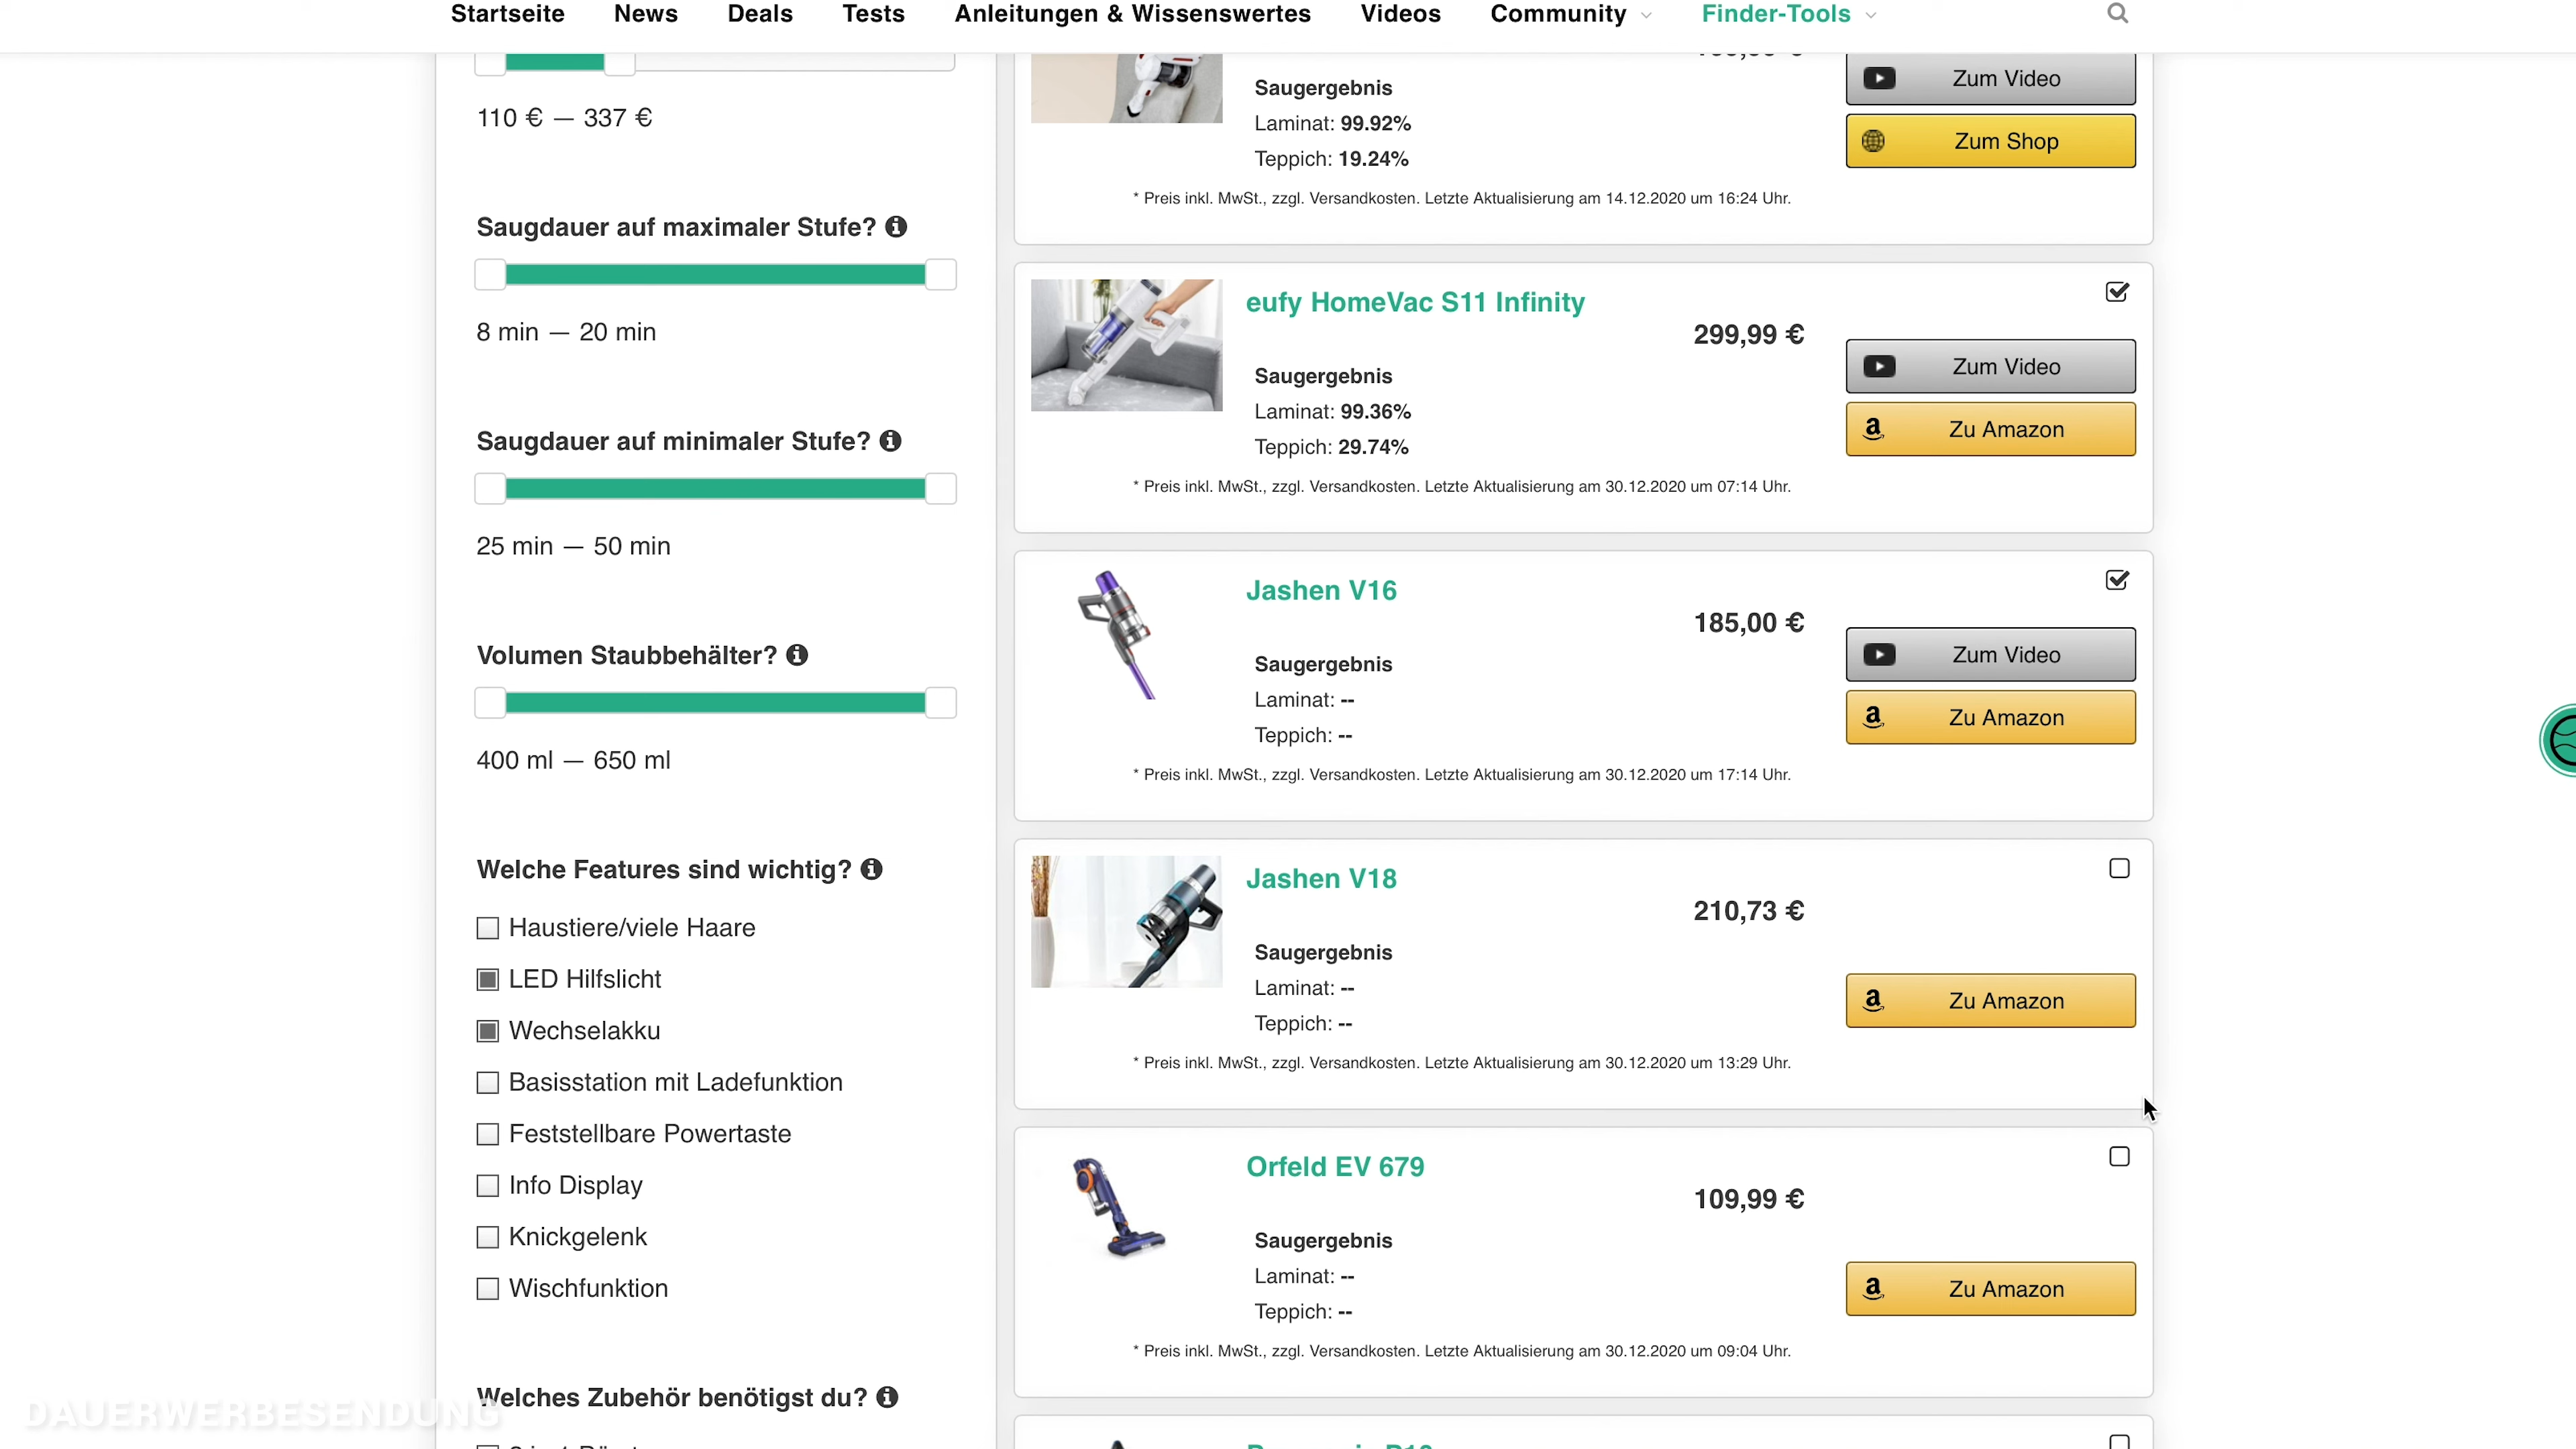 Startseite News Deals Tests Anleitungen & Wissenswertes Videos Community Finder-Tools
110 € — 337 €
Saugdauer auf maximaler Stufe?
8 min — 20 min
Saugdauer auf minimaler Stufe?
25 min — 50 min
Volumen Staubbehälter?
400 ml — 650 ml
Welche Features sind wichtig?
Haustiere/viele Haare
LED Hilfslicht
Wechselakku
Basisstation mit Ladefunktion
Feststellbare Powertaste
Info Display
Knickgelenk
Wischfunktion
Welches Zubehör benötigst du?
Saugergebnis
Laminat: 99.92%
Teppich: 19.24%
Zum Video
Zum Shop
* Preis inkl. MwSt., zzgl. Versandkosten. Letzte Aktualisierung am 14.12.2020 um 16:24 Uhr.
eufy HomeVac S11 Infinity
299,99 €
Saugergebnis
Laminat: 99.36%
Teppich: 29.74%
Zum Video
Zu Amazon
* Preis inkl. MwSt., zzgl. Versandkosten. Letzte Aktualisierung am 30.12.2020 um 07:14 Uhr.
Jashen V16
185,00 €
Saugergebnis
Laminat: --
Teppich: --
Zum Video
Zu Amazon
* Preis inkl. MwSt., zzgl. Versandkosten. Letzte Aktualisierung am 30.12.2020 um 17:14 Uhr.
Jashen V18
210,73 €
Saugergebnis
Laminat: --
Teppich: --
Zu Amazon
* Preis inkl. MwSt., zzgl. Versandkosten. Letzte Aktualisierung am 30.12.2020 um 13:29 Uhr.
Orfeld EV 679
109,99 €
Saugergebnis
Laminat: --
Teppich: --
Zu Amazon
* Preis inkl. MwSt., zzgl. Versandkosten. Letzte Aktualisierung am 30.12.2020 um 09:04 Uhr.
DAUERWERBESENDUNG